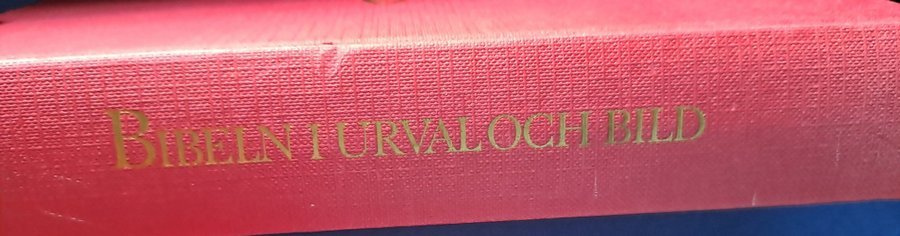 BIBELN I URVAL OCH BILD